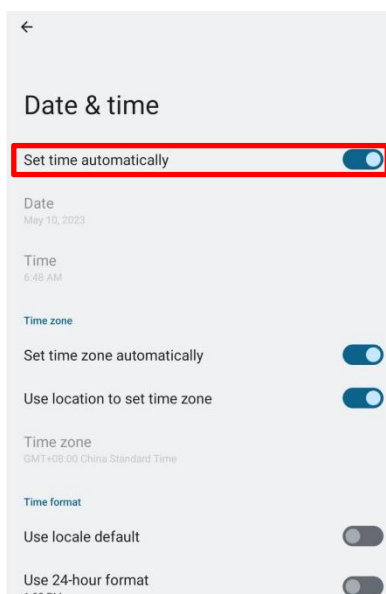 Date & time
Set time automatically
Date
May 10, 2023
Time
6:48 AM
Time zone
Set time zone automatically
Use location to set time zone
Time zone
GMT+08:00 China Standard Time
Time format
Use locale default
Use 24-hour format